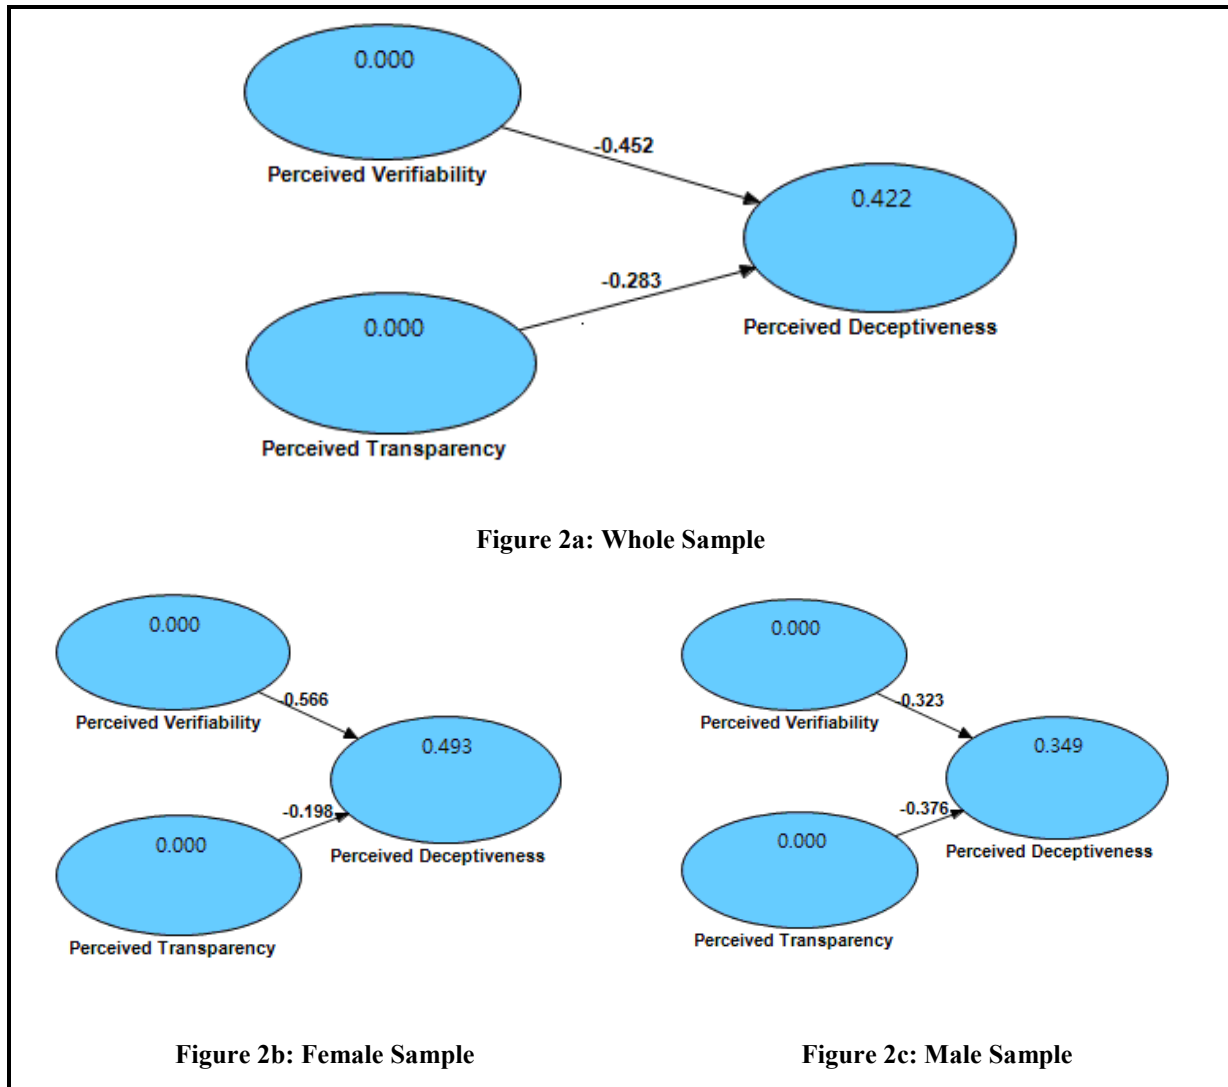 0.000
-0.452
Perceived Verifiability
0.422
-0.283
0.000
Perceived Deceptiveness
Perceived Transparency
Figure 2a: Whole Sample
0.000
-0.566
Perceived Verifiability
0.493
-0.198
0.000
Perceived Deceptiveness
Perceived Transparency
Figure 2b: Female Sample
0.000
-0.323
Perceived Verifiability
0.349
-0.376
0.000
Perceived Deceptiveness
Perceived Transparency
Figure 2c: Male Sample